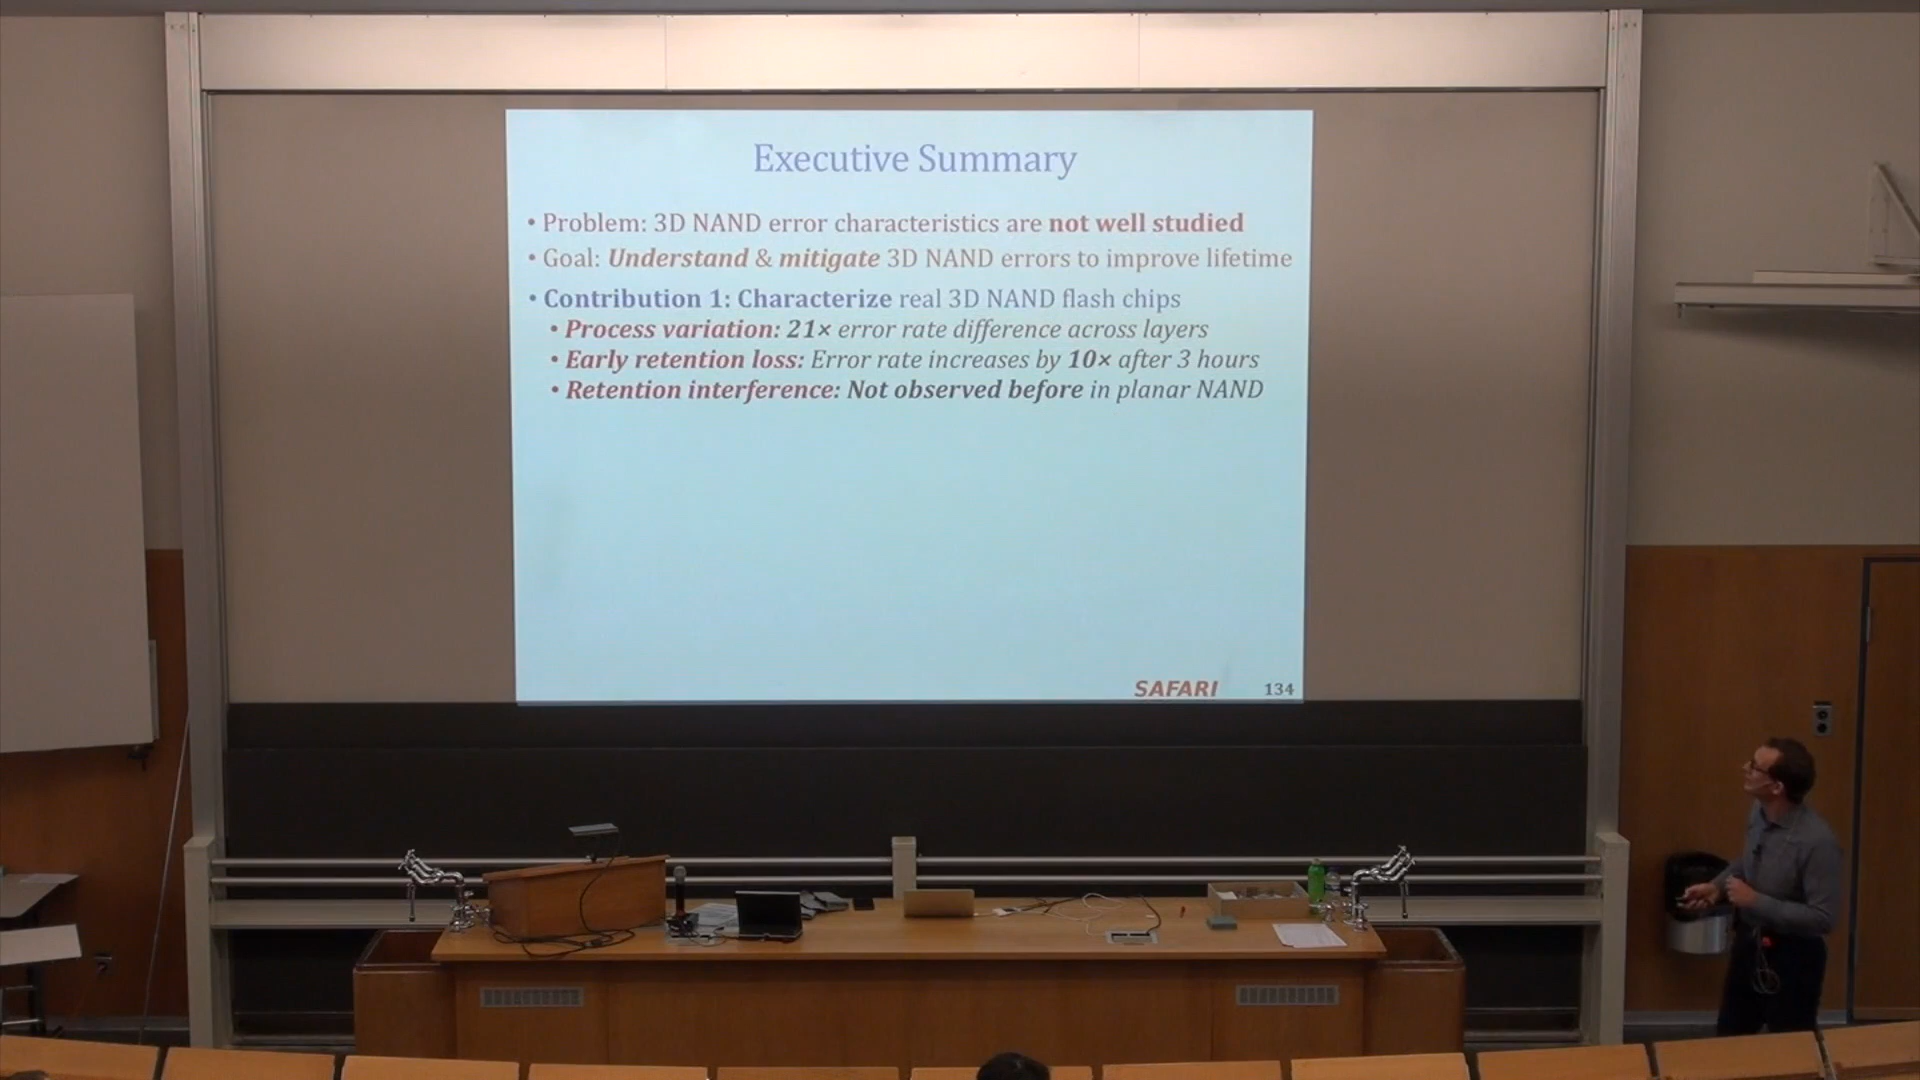 Executive Summary
• Problem: 3D NAND error characteristics are not well studied
• Goal: Understand & mitigate 3D NAND errors to improve lifetime
• Contribution 1: Characterize real 3D NAND flash chips
• Process variation: 21× error rate difference across layers
• Early retention loss: Error rate increases by 10× after 3 hours
• Retention interference: Not observed before in planar NAND
SAFARI 134